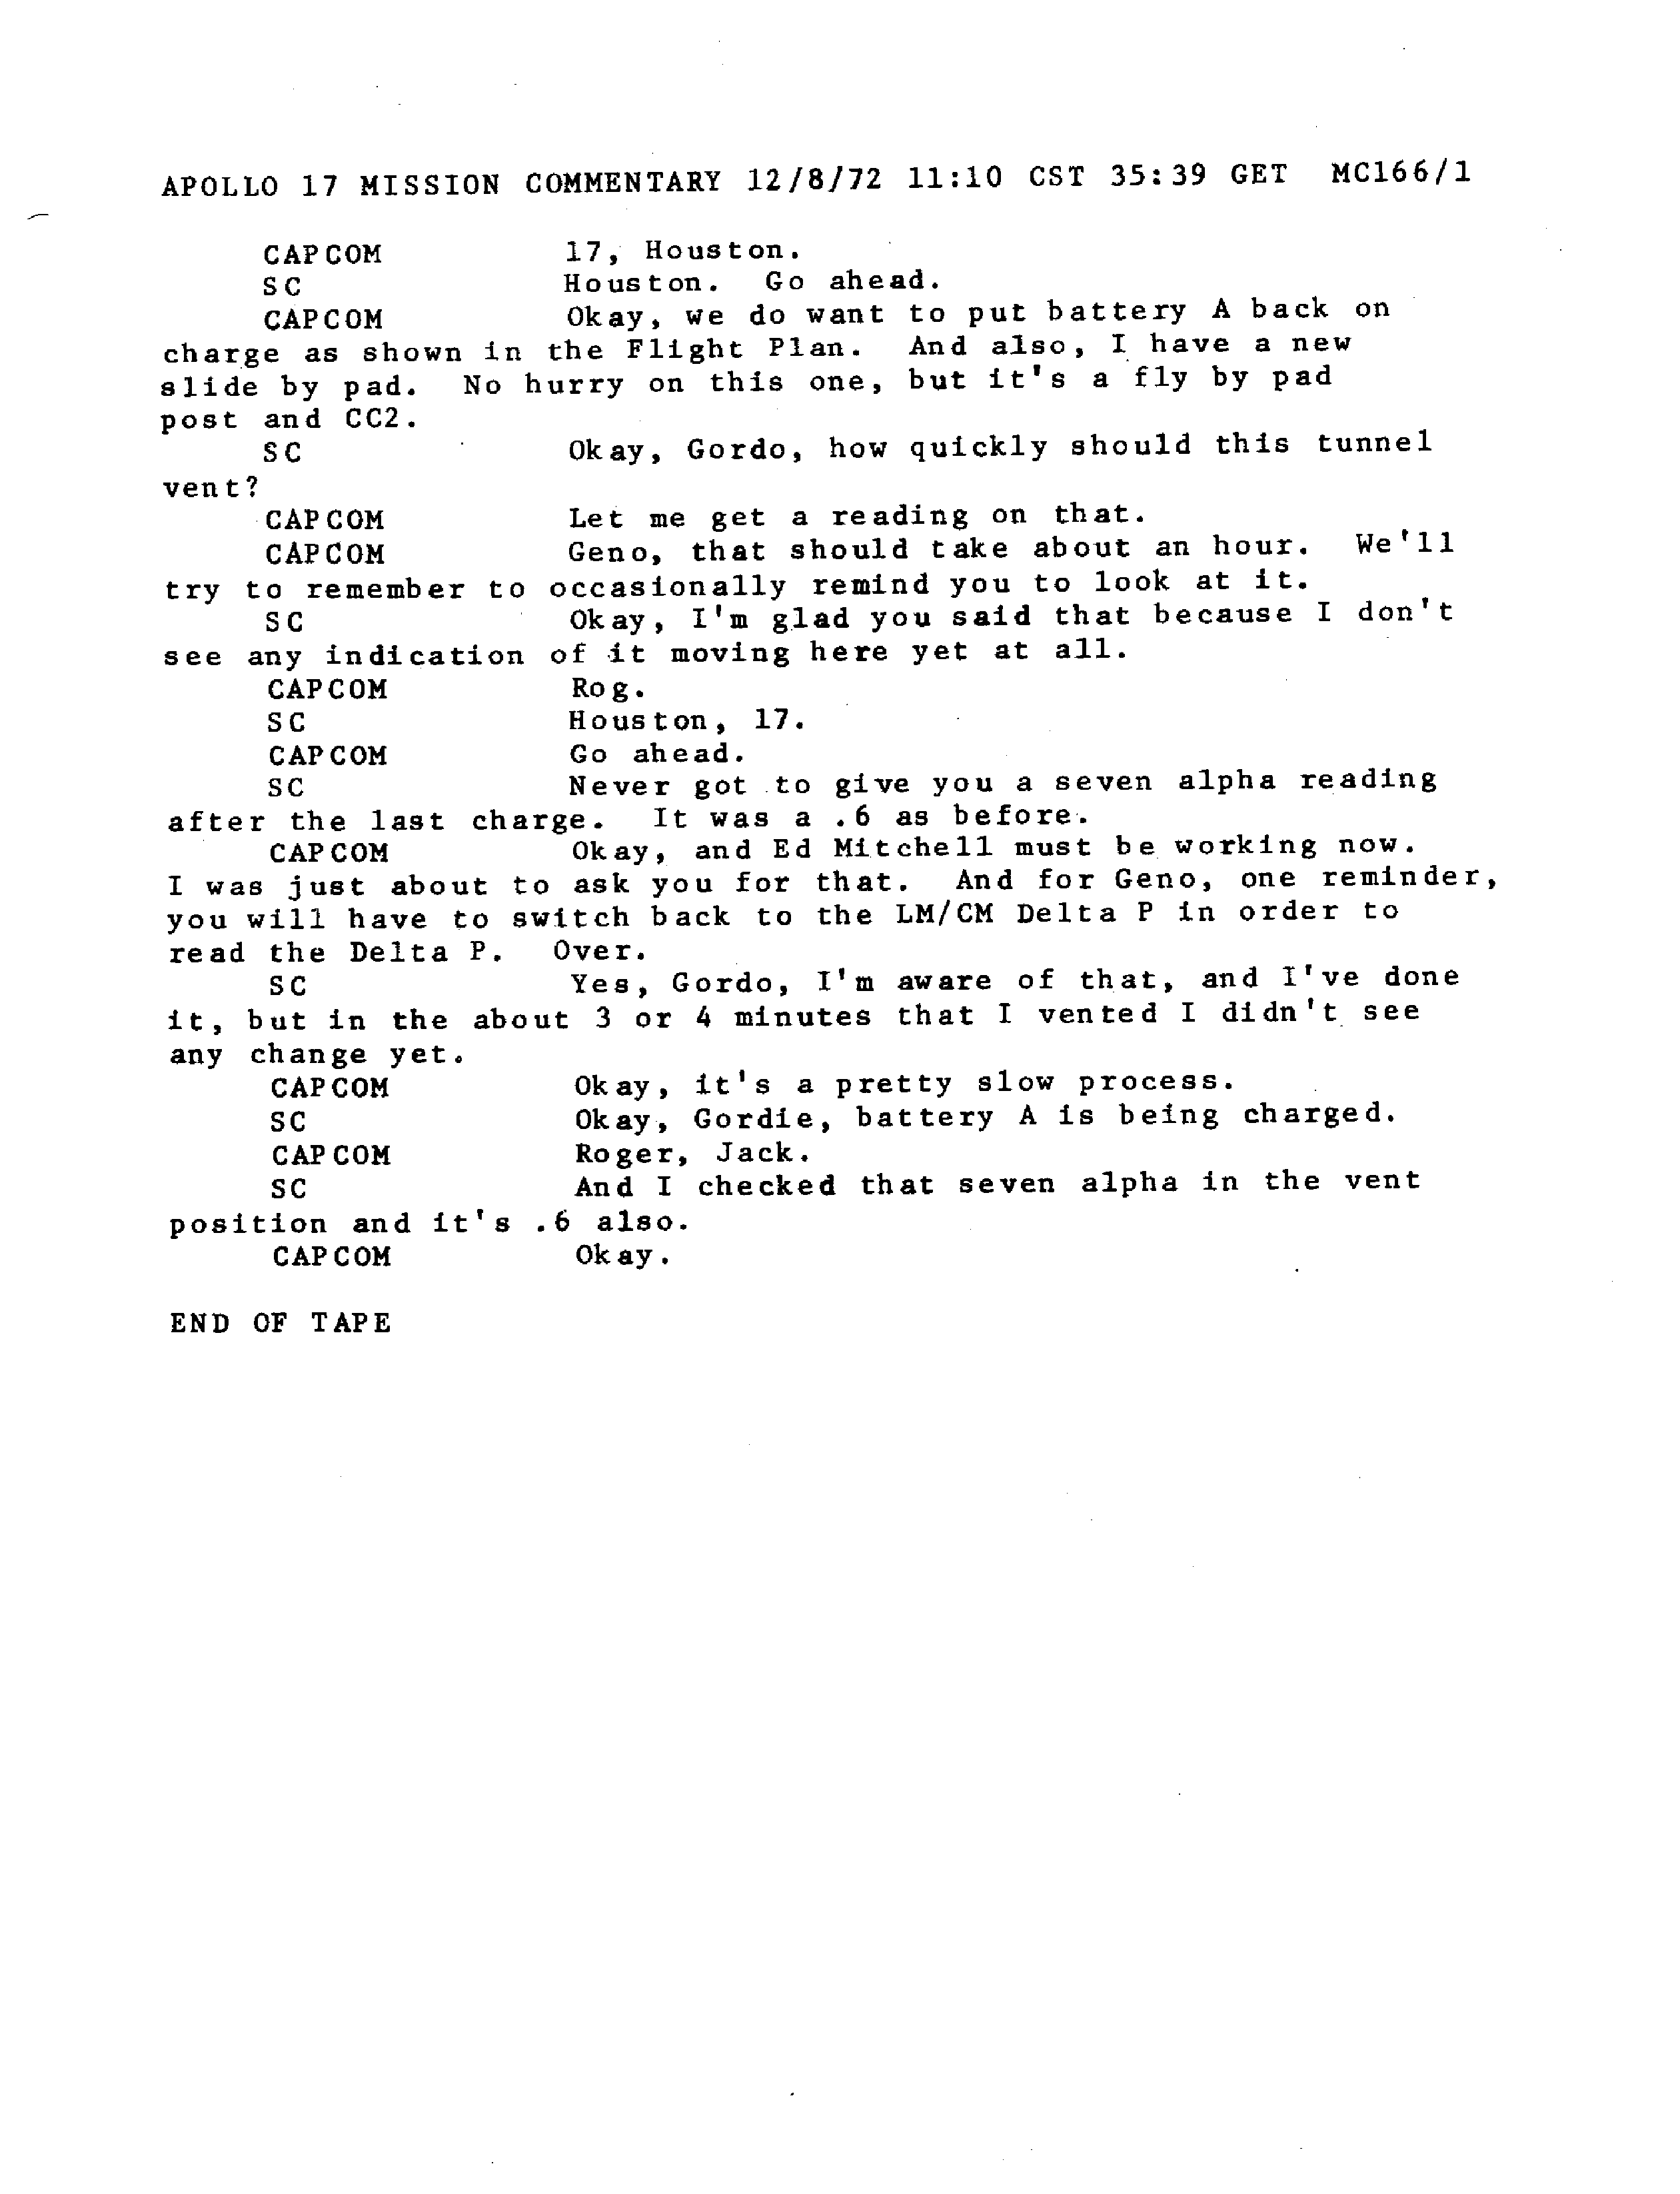 APOLLO 17 MISSION COMMENTARY 12/8/72 11:10 CST 35:39 GET MC166/1
CAPCOM 17, Houston.
SC Houston. Go ahead.
CAPCOM Okay, we do want to put battery A back on
charge as shown in the Flight Plan. And also, I have a new
slide by pad. No hurry on this one, but it's a fly by pad
post and CC2.
SC Okay, Gordo, how quickly should this tunnel
vent?
CAPCOM Let me get a reading on that.
CAPCOM Geno, that should take about an hour. We'll
try to remember to occasionally remind you to look at it.
SC Okay, I'm glad you said that because I don't
see any indication of it moving here yet at all.
CAPCOM Rog.
SC Houston, 17.
CAPCOM Go ahead.
SC Never got to give you a seven alpha reading
after the last charge. It was a .6 as before.
CAPCOM Okay, and Ed Mitchell must be working now.
I was just about to ask you for that. And for Geno, one reminder,
you will have to switch back to the LM/CM Delta P in order to
read the Delta P. Over.
SC Yes, Gordo, I'm aware of that, and I've done
it, but in the about 3 or 4 minutes that I vented I didn't see
any change yet.
CAPCOM Okay, it's a pretty slow process.
SC Okay, Gordie, battery A is being charged.
CAPCOM Roger, Jack.
SC And I checked that seven alpha in the vent
position and it's .6 also.
CAPCOM Okay.
END OF TAPE